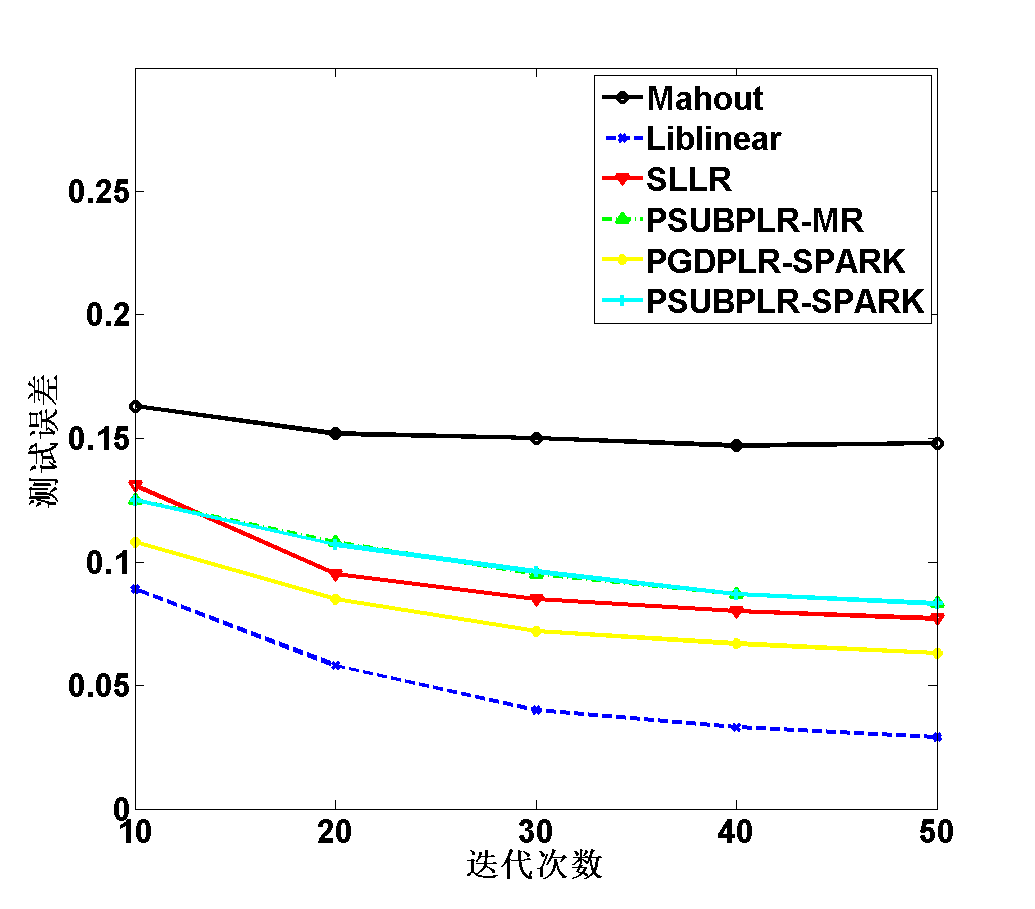 Mahout
Liblinear
SLLR
PSUBPLR-MR
PGDPLR-SPARK
PSUBPLR-SPARK
0.25
0.2
0.15
0.1
0.05
0
测试误差
10 20 30 40 50
迭代次数